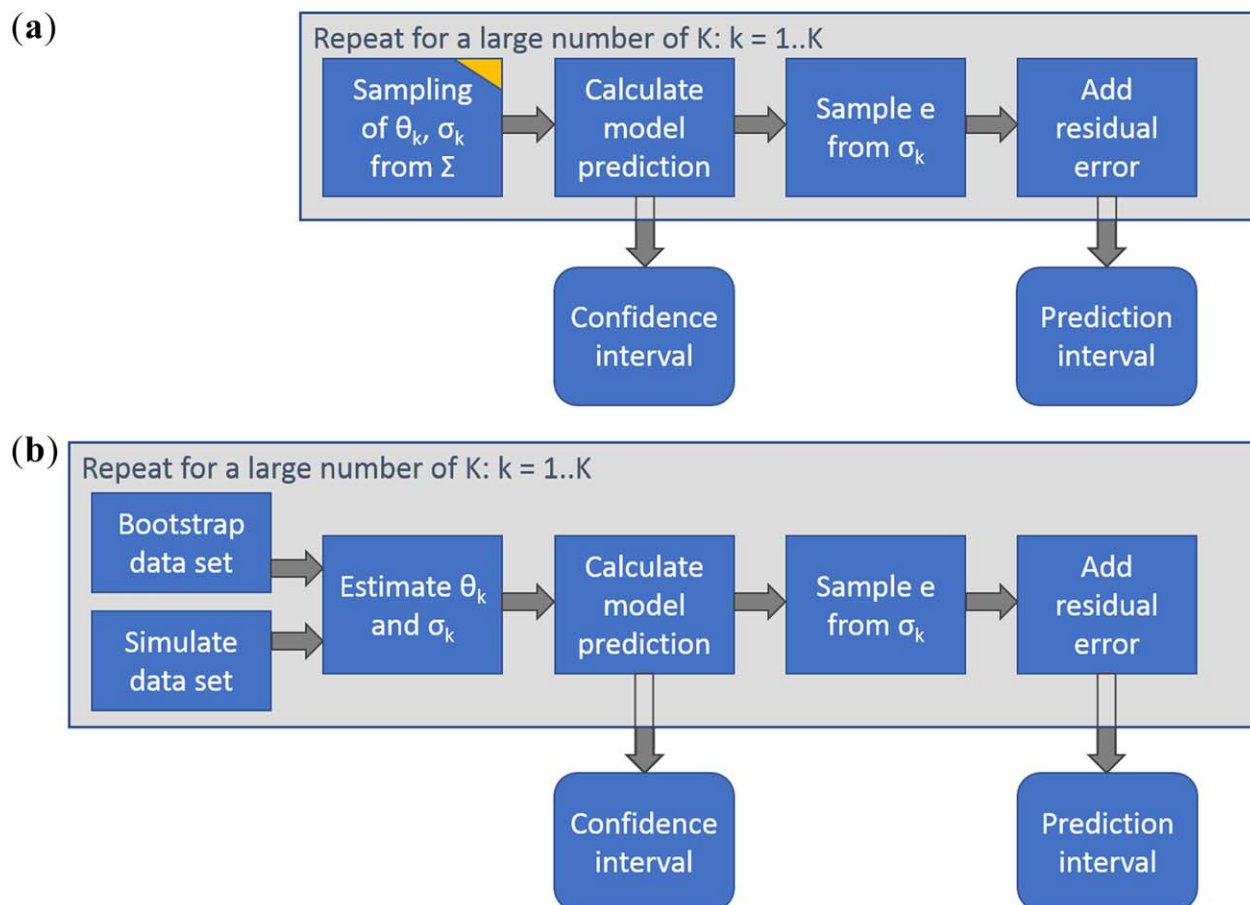 (a)
Repeat for a large number of K: k = 1..K
Sampling
of θₖ, σₖ
from Σ
Calculate
model
prediction
Sample e
from σₖ
Add
residual
error
Confidence
interval
Prediction
interval
(b)
Repeat for a large number of K: k = 1..K
Bootstrap
data set
Simulate
data set
Estimate θₖ
and σₖ
Calculate
model
prediction
Sample e
from σₖ
Add
residual
error
Confidence
interval
Prediction
interval